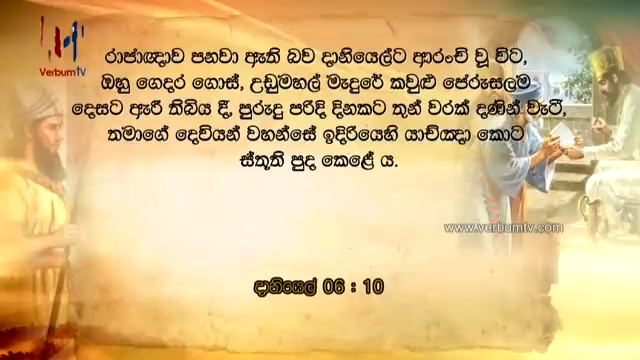 VerbumTV
රාජාඥාව පනවා ඇති බව දානියෙල්ට ආරංචි වූ විට,
ඔහු ගෙදර ගොස්, උඩුමහල් මැදුරේ කවුළු ජේරුසලම
දෙසට ඇරී තිබිය දී, පුරුදු පරිදි දිනකට තුන් වරක් දණින් වැටී,
තමාගේ දෙවියන් වහන්සේ ඉදිරියෙහි යාච්ඤා කොට
ස්තූති පුද කෙළේ ය.
www.verbumtv.com
දානියෙල් 06 : 10